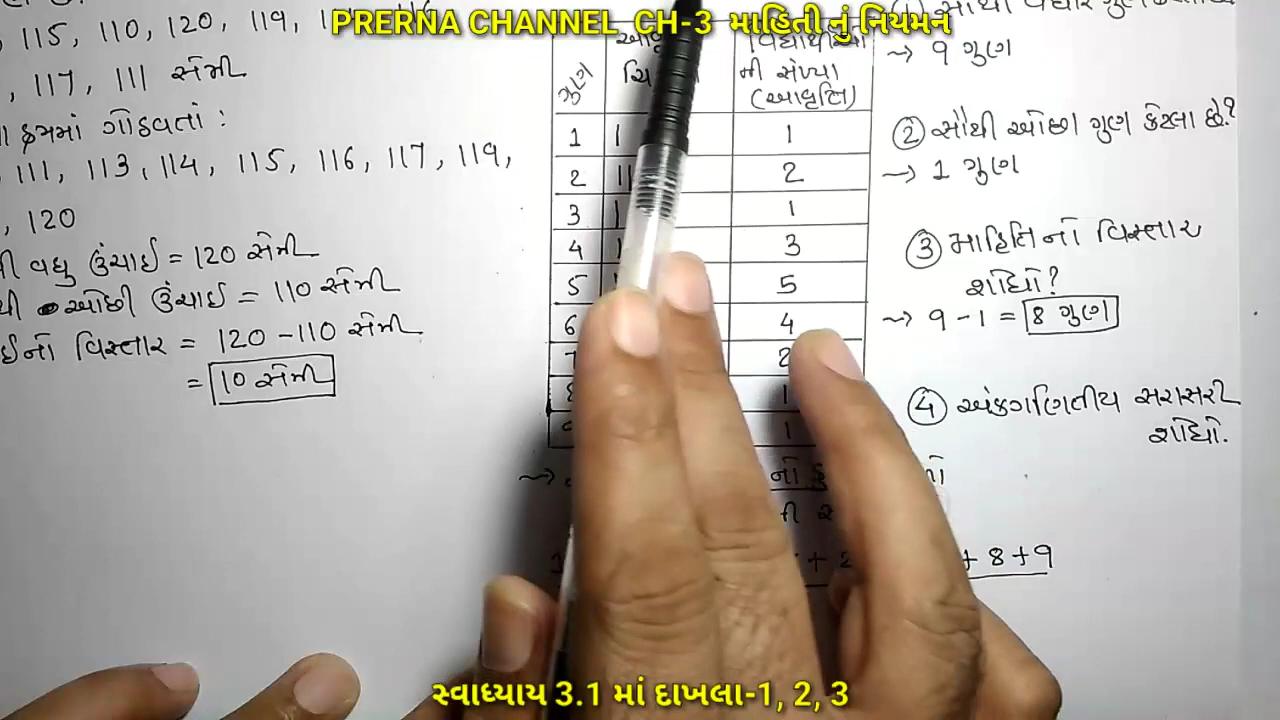 PRERNA CHANNEL CH-3 માહિતી નું નિયમન
, 115, 110, 120, 119,
, 117, 111 સેમી
ક્રમમાં ગોઠવતાં :
111, 113, 114, 115, 116, 117, 119,
, 120
વધુ ઉંચાઇ = 120 સેમી
ઓછી ઉંચાઇ = 110 સેમી
વિસ્તાર = 120 - 110 સેમી
= 10 સેમી
ગુણ
ની સંખ્યા
(આવૃત્તિ)
1 1
2 2
3 1
4 3
5 5
6 4
7 2
8 1
1
→ 9 ગુણ
② સૌથી ઓછા ગુણ કેટલા છે?
→ 1 ગુણ
③ માહિતિનો વિસ્તાર
શોધો?
→ 9 - 1 = 8 ગુણ
④ અંકગણિતીય સરાસરી
શોધો.
+ 8 + 9
સ્વાધ્યાય 3.1 માં દાખલા-1, 2, 3